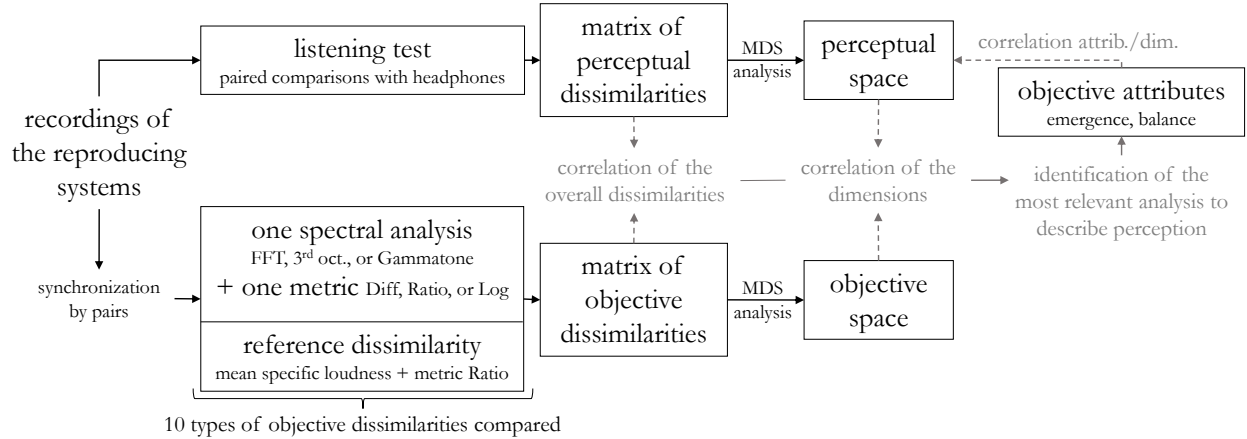 recordings of
the reproducing
systems
synchronization
by pairs
listening test
paired comparisons with headphones
one spectral analysis
FFT, 3rd oct., or Gammatone
+ one metric Diff, Ratio, or Log
reference dissimilarity
mean specific loudness + metric Ratio
10 types of objective dissimilarities compared
matrix of
perceptual
dissimilarities
correlation of the
overall dissimilarities
matrix of
objective
dissimilarities
MDS
analysis
MDS
analysis
perceptual
space
correlation of the
dimensions
objective
space
correlation attrib./dim.
objective attributes
emergence, balance
identification of the
most relevant analysis to
describe perception